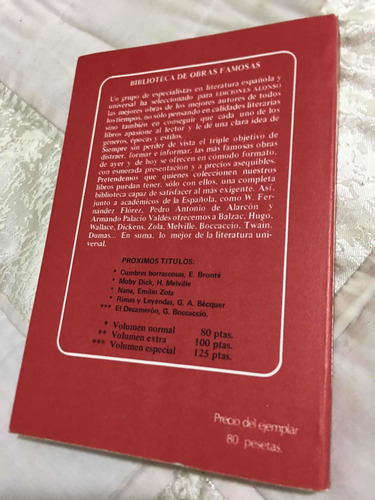 BIBLIOTECA DE OBRAS FAMOSAS
Un grupo de especialistas en literatura española y
universal ha seleccionado para EDICIONES ALONSO
las mejores obras de los mejores autores de todos
los tiempos, no sólo pensando en calidades literarias
sino también en conseguir que cada uno de los
libros apasione al lector y le dé una clara idea de
géneros, épocas y estilos.
Siempre sin perder de vista el triple objetivo de
distraer, formar e informar, las más famosas obras
de ayer y de hoy se ofrecen en cómodo formato,
con esmerada presentación y a precios asequibles.
Pretendemos que quienes coleccionen nuestros
libros puedan tener, sólo con ellos, una completa
biblioteca capaz de satisfacer al más exigente. Así,
junto a académicos de la Española, como W. Fer-
nández Flórez, Pedro Antonio de Alarcón y
Armando Palacio Valdés ofrecemos a Balzac, Hugo,
Wallace, Dickens, Zola, Melville, Boccaccio, Twain,
Dumas... En suma, lo mejor de la literatura uni-
versal.
PROXIMOS TITULOS:
* Cumbres borrascosas, E. Brontë
* Moby Dick, H. Melville
* Nana, Emilio Zola
* Rimas y Leyendas, G. A. Bécquer
*** El Decamerón, G. Boccaccio.
* Volumen normal 80 ptas.
** Volumen extra 100 ptas.
*** Volumen especial 125 ptas.
Precio del ejemplar
80 pesetas.